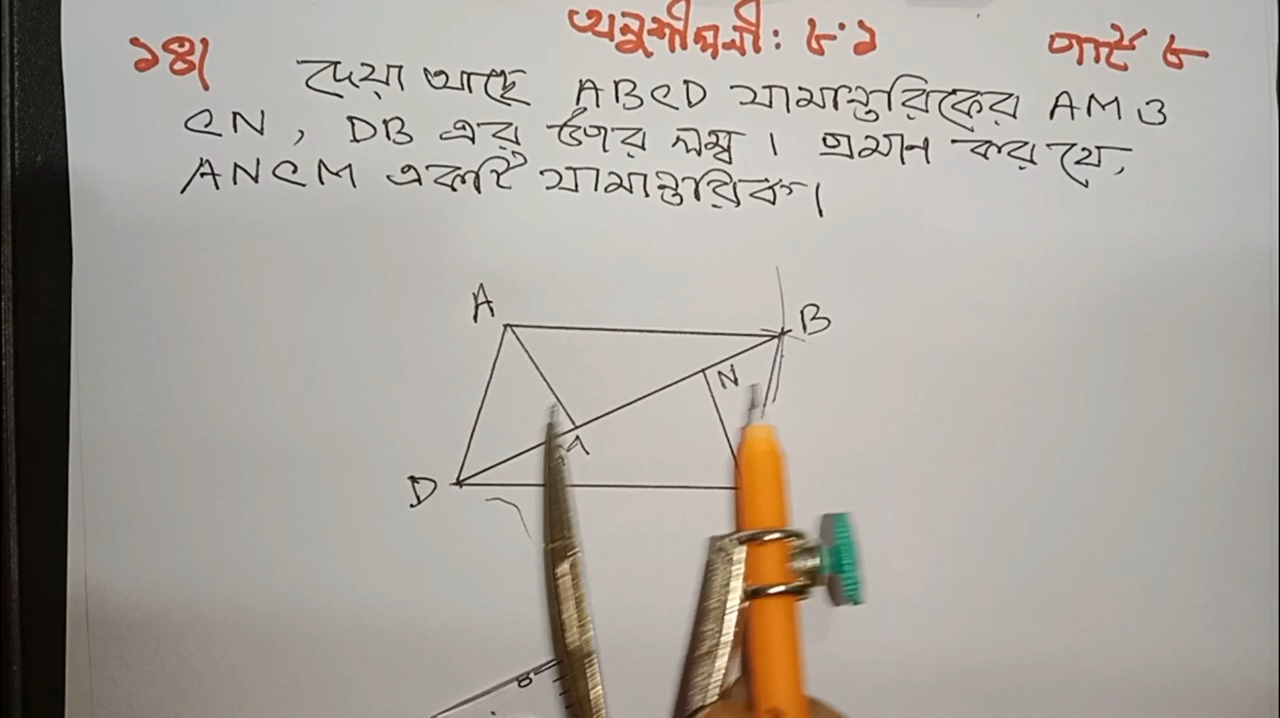 অনুশীলনী: ৮.১
পার্ট ৮
১৪।
দেয়া আছে ABCD সামান্তরিকের AM ও
CN, DB এর উপর লম্ব। প্রমাণ কর যে,
ANCM একটি সামান্তরিক।
A
B
N
M
D
8